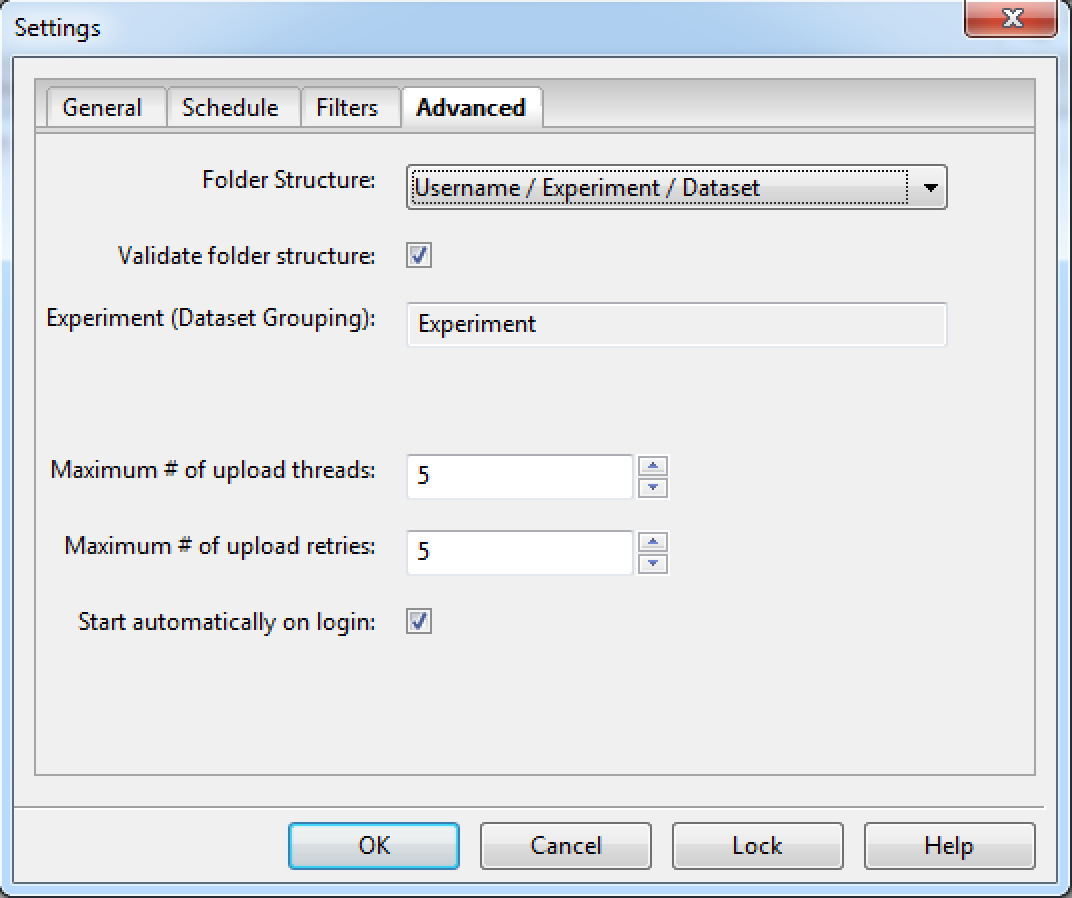 Settings
General Schedule Filters Advanced
Folder Structure: Username / Experiment / Dataset
Validate folder structure:
Experiment (Dataset Grouping): Experiment
Maximum # of upload threads: 5
Maximum # of upload retries: 5
Start automatically on login:
OK Cancel Lock Help